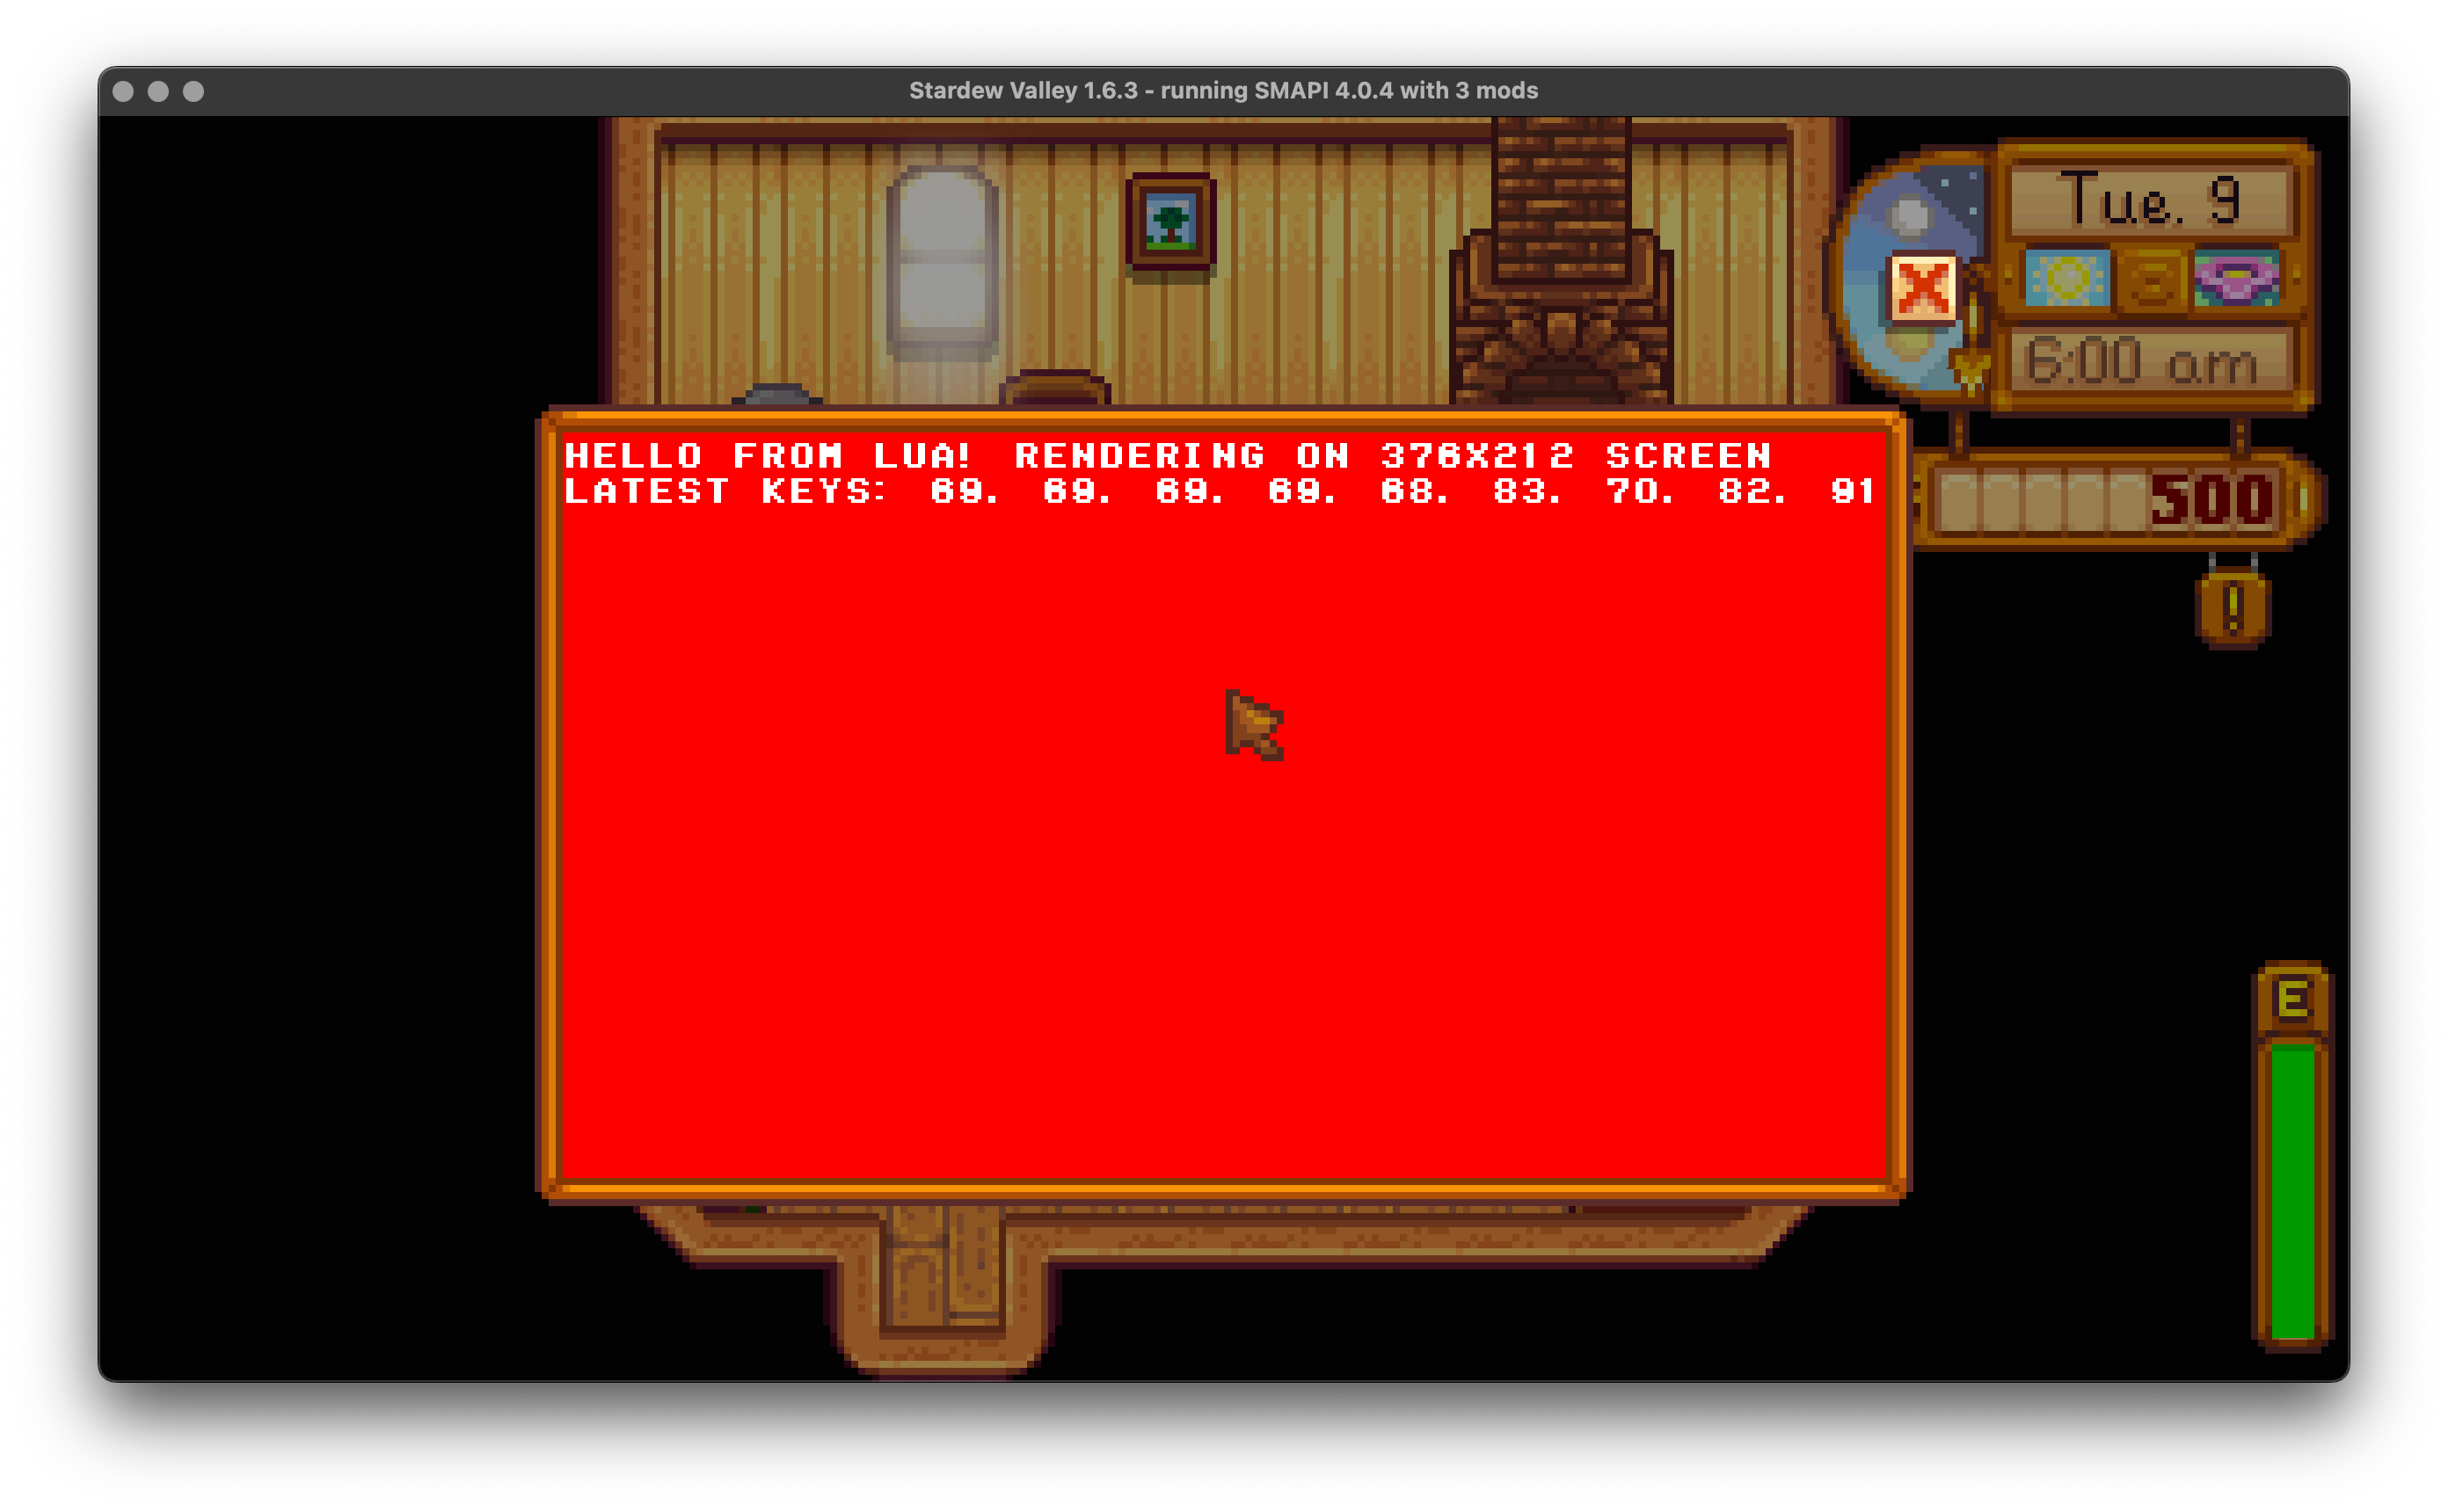 Stardew Valley 1.6.3 - running SMAPI 4.0.4 with 3 mods
Tue. 9
6:00 am
HELLO FROM LUA! RENDERING ON 376X212 SCREEN
LATEST KEYS: 69. 69. 69. 69. 68. 83. 70. 82. 91
500
!
E